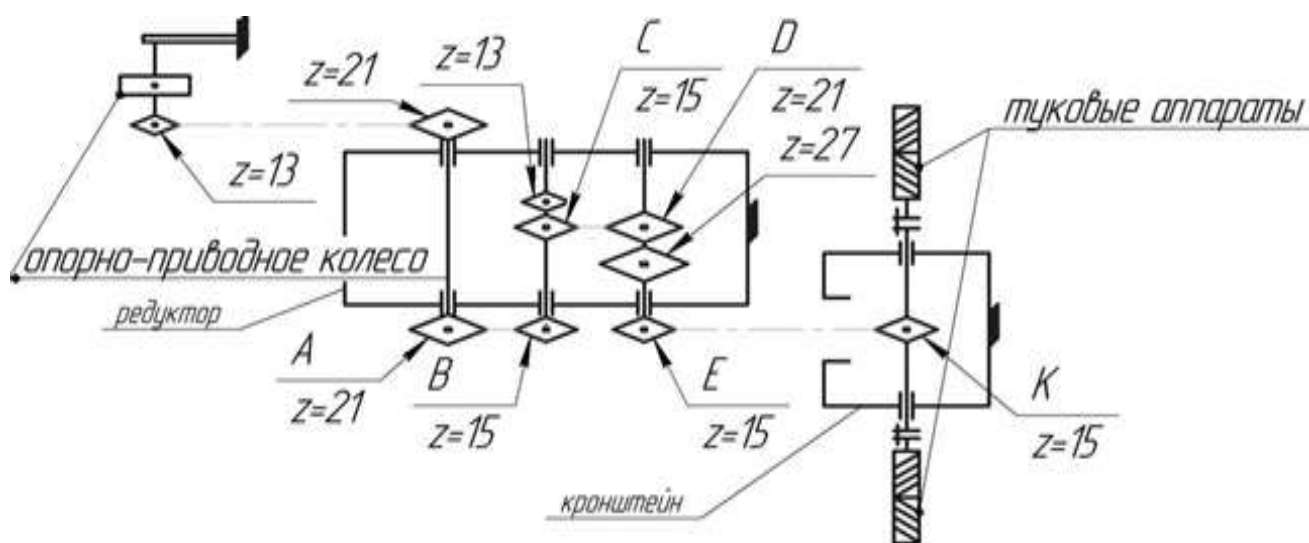 C
D
z=13
z=21
z=15
z=21
z=27
туковые аппараты
z=13
опорно-приводное колесо
редуктор
A
B
E
K
z=21
z=15
z=15
z=15
кронштейн